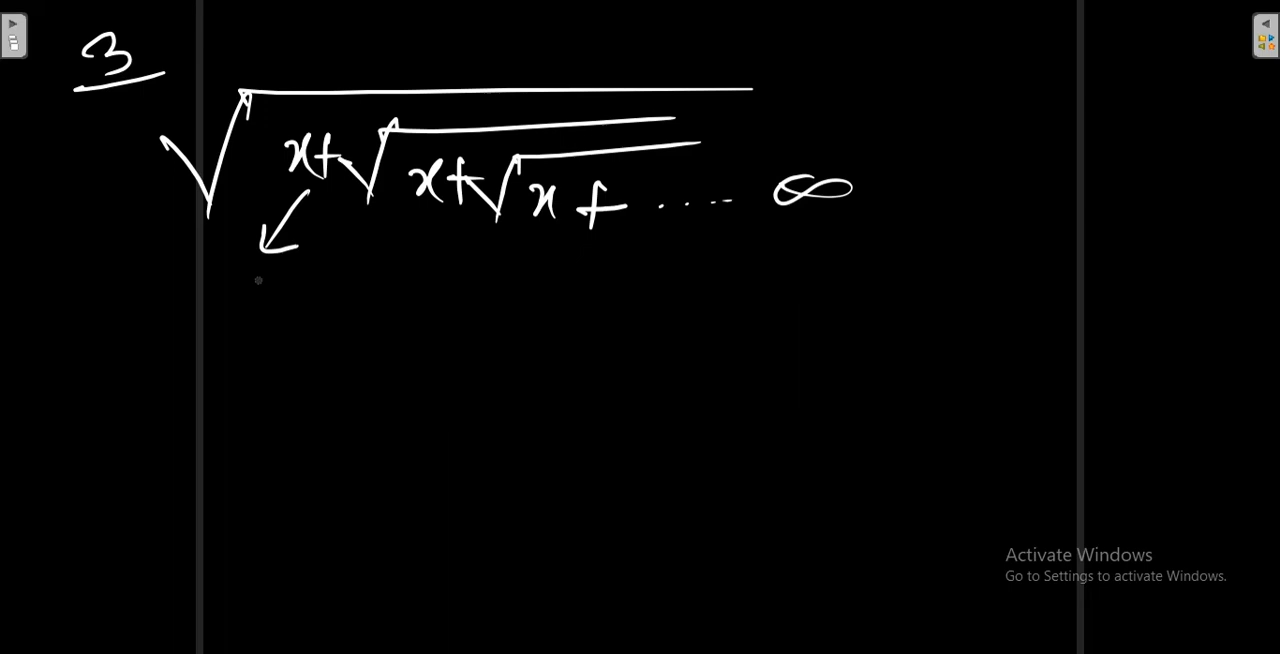 3
√(x+√(x+√(x+ ..... ∞
Activate Windows
Go to Settings to activate Windows.